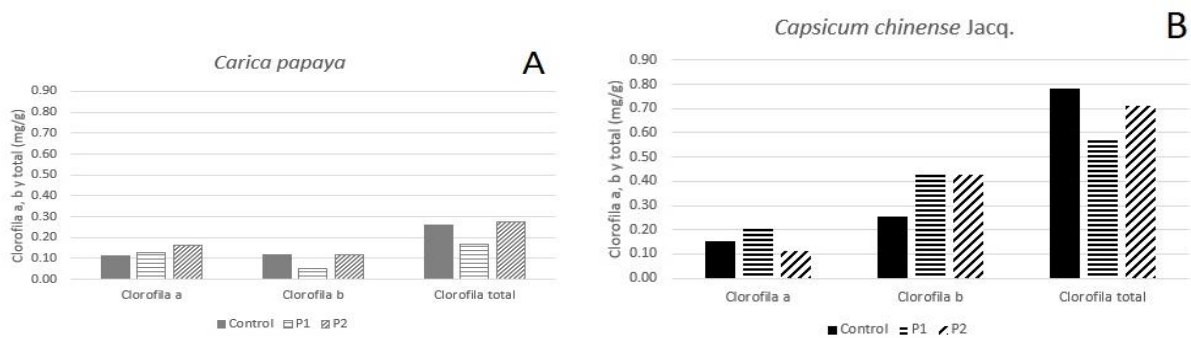 Carica papaya
A
Clorofila a, b y total (mg/g)
0.90
0.80
0.70
0.60
0.50
0.40
0.30
0.20
0.10
0.00
Clorofila a
Clorofila b
Clorofila total
Control P1 P2
Capsicum chinense Jacq.
B
Clorofila a, b y total (mg/g)
0.90
0.80
0.70
0.60
0.50
0.40
0.30
0.20
0.10
0.00
Clorofila a
Clorofila b
Clorofila total
Control P1 P2